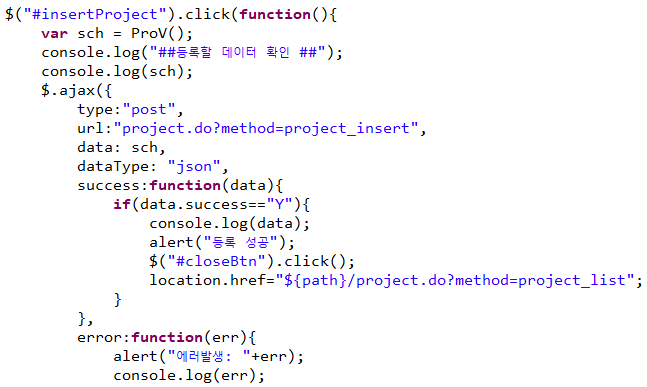 $("#insertProject").click(function(){
    var sch = ProV();
    console.log("##등록할 데이터 확인 ##");
    console.log(sch);
    $.ajax({
        type:"post",
        url:"project.do?method=project_insert",
        data: sch,
        dataType: "json",
        success:function(data){
            if(data.success=="Y"){
                console.log(data);
                alert("등록 성공");
                $("#closeBtn").click();
                location.href="${path}/project.do?method=project_list";
            }
        },
        error:function(err){
            alert("에러발생: "+err);
            console.log(err);